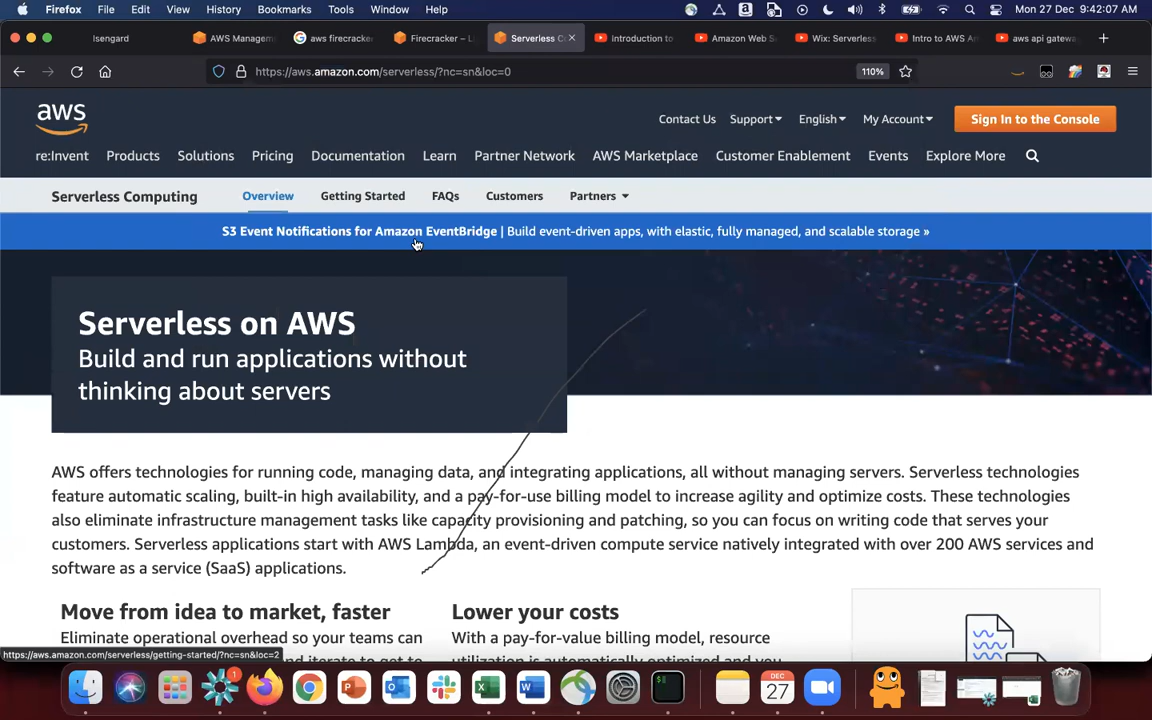 Firefox File Edit View History Bookmarks Tools Window Help Mon 27 Dec 9:42:07 AM
Isengard AWS Managem aws firecracker Firecracker – L Serverless C introduction to Amazon Web S Wix: Serverless Intro to AWS A aws api gatewa
https://aws.amazon.com/serverless/?nc=sn&loc=0 110%
aws
Contact Us Support English My Account Sign In to the Console
re:Invent Products Solutions Pricing Documentation Learn Partner Network AWS Marketplace Customer Enablement Events Explore More
Serverless Computing Overview Getting Started FAQs Customers Partners
S3 Event Notifications for Amazon EventBridge | Build event-driven apps, with elastic, fully managed, and scalable storage »
Serverless on AWS
Build and run applications without
thinking about servers
AWS offers technologies for running code, managing data, and integrating applications, all without managing servers. Serverless technologies
feature automatic scaling, built-in high availability, and a pay-for-use billing model to increase agility and optimize costs. These technologies
also eliminate infrastructure management tasks like capacity provisioning and patching, so you can focus on writing code that serves your
customers. Serverless applications start with AWS Lambda, an event-driven compute service natively integrated with over 200 AWS services and
software as a service (SaaS) applications.
Move from idea to market, faster
Eliminate operational overhead so your teams can
Lower your costs
With a pay-for-value billing model, resource
utilization is automatically optimized and you
https://aws.amazon.com/serverless/getting-started/?nc=sn&loc=2
1
DEC
27